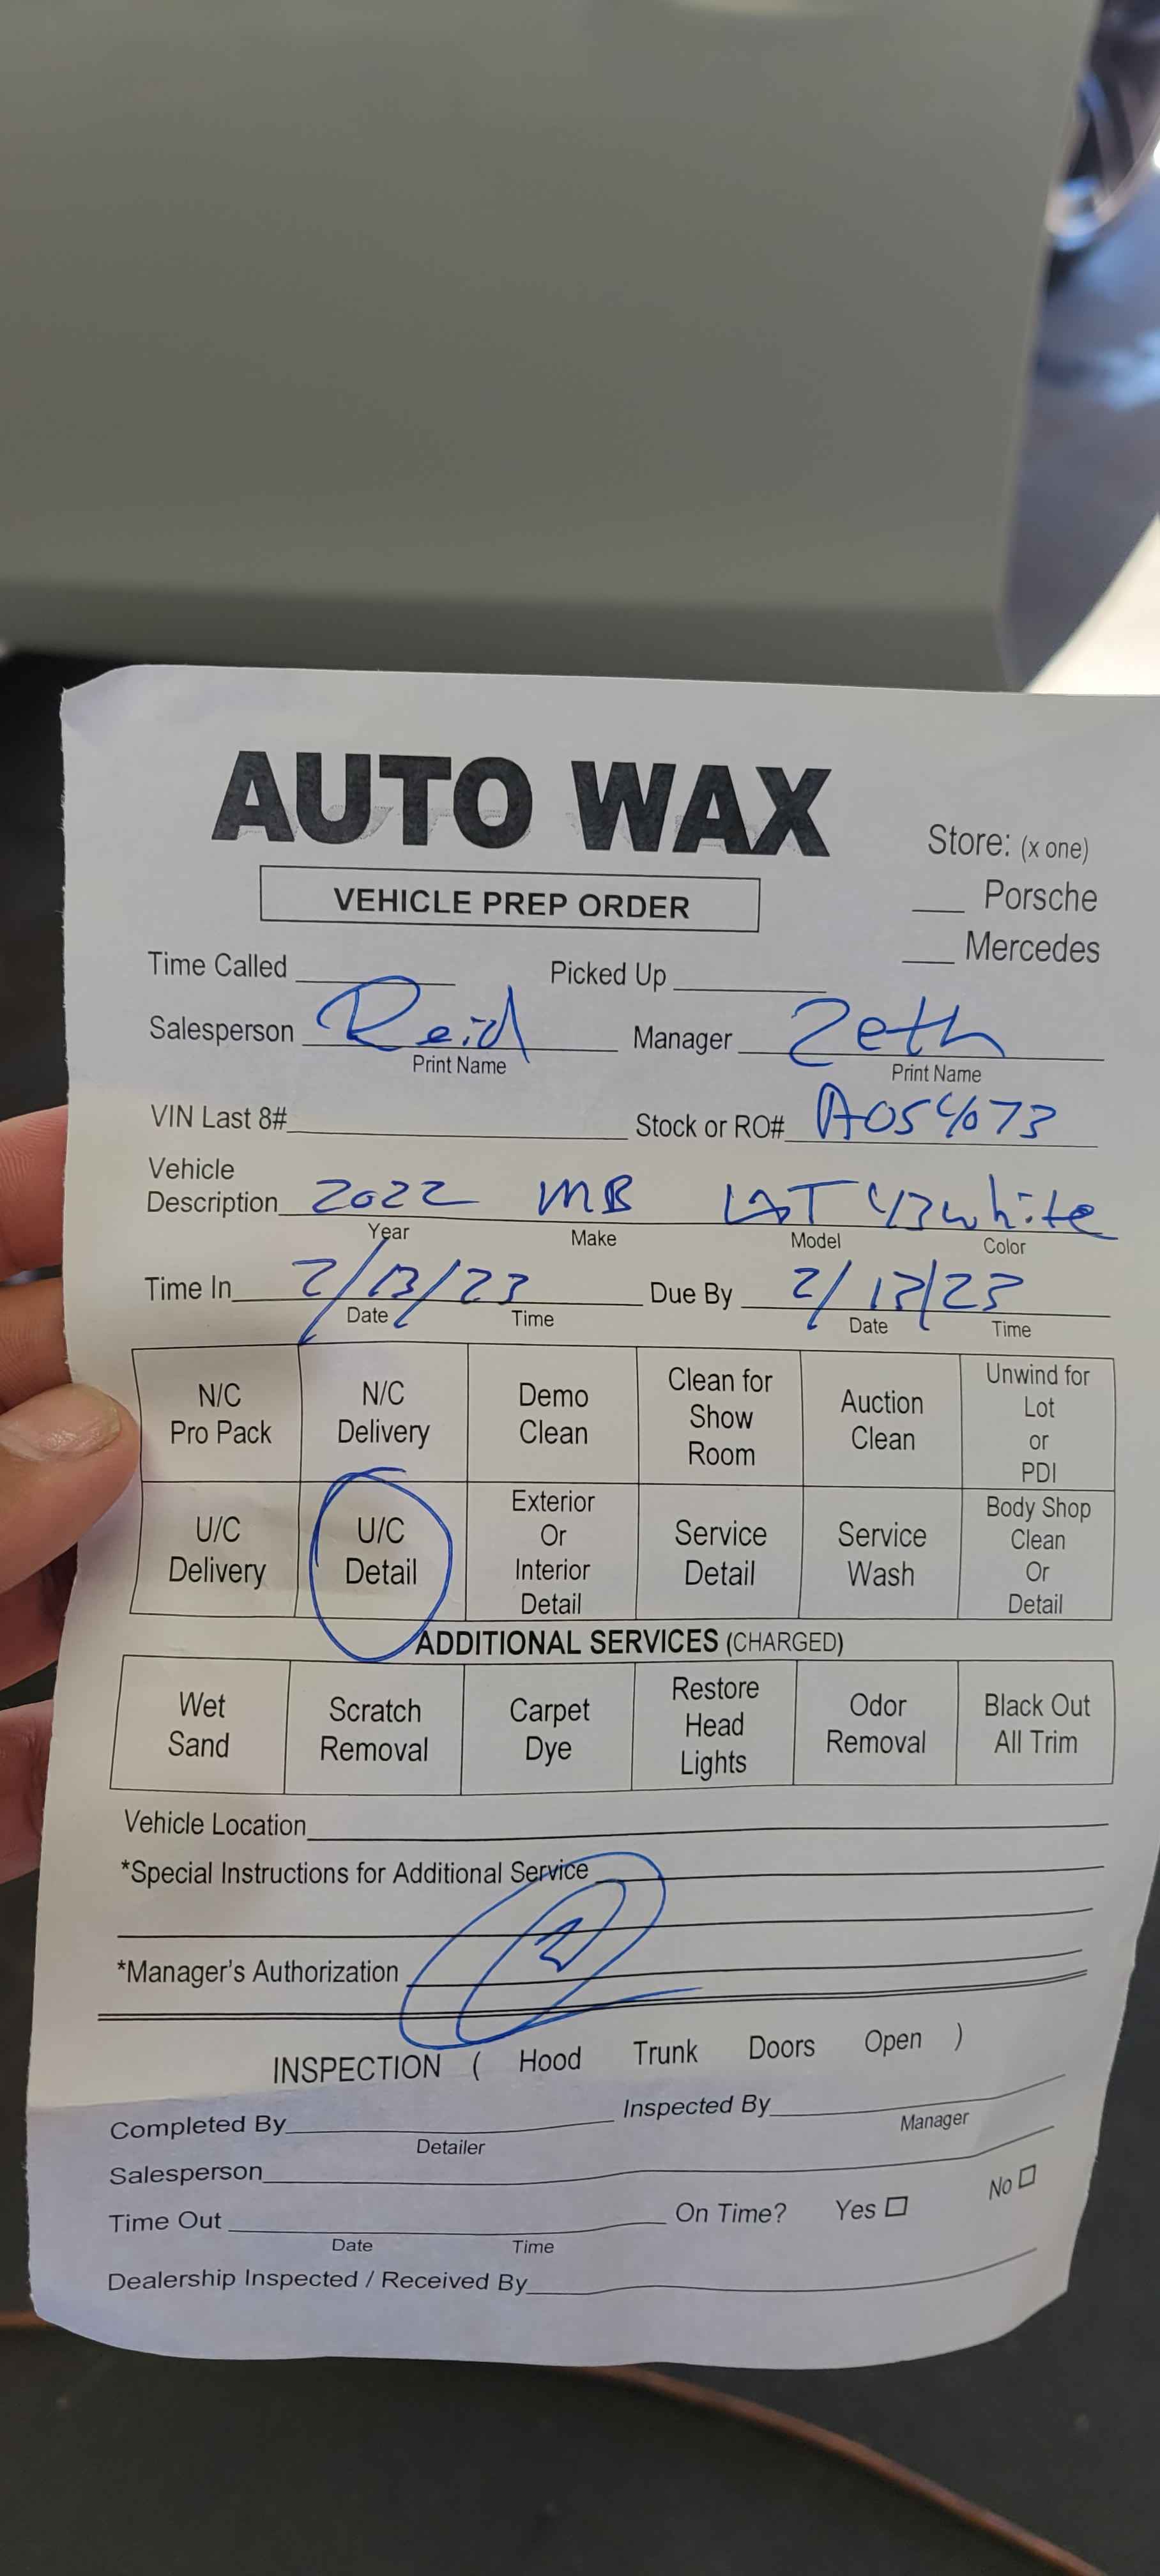 AUTO WAX
VEHICLE PREP ORDER
Store: (x one)
___ Porsche
___ Mercedes
Time Called Picked Up
Salesperson Reid Manager Zeth
Print Name Print Name
VIN Last 8# Stock or RO# A054073
Vehicle
Description 2022 MB white
Year Make Model Color
Time In 2/13/23 Due By 2/13/23
Date Time Date Time
N/C Pro Pack N/C Delivery Demo Clean Clean for Show Room Auction Clean Unwind for Lot or PDI
U/C Delivery U/C Detail Exterior Or Interior Detail Service Detail Service Wash Body Shop Clean Or Detail
ADDITIONAL SERVICES (CHARGED)
Wet Sand Scratch Removal Carpet Dye Restore Head Lights Odor Removal Black Out All Trim
Vehicle Location
*Special Instructions for Additional Service
*Manager's Authorization
INSPECTION ( Hood Trunk Doors Open )
Completed By Inspected By
Detailer Manager
Salesperson
Time Out On Time? Yes No
Date Time
Dealership Inspected / Received By